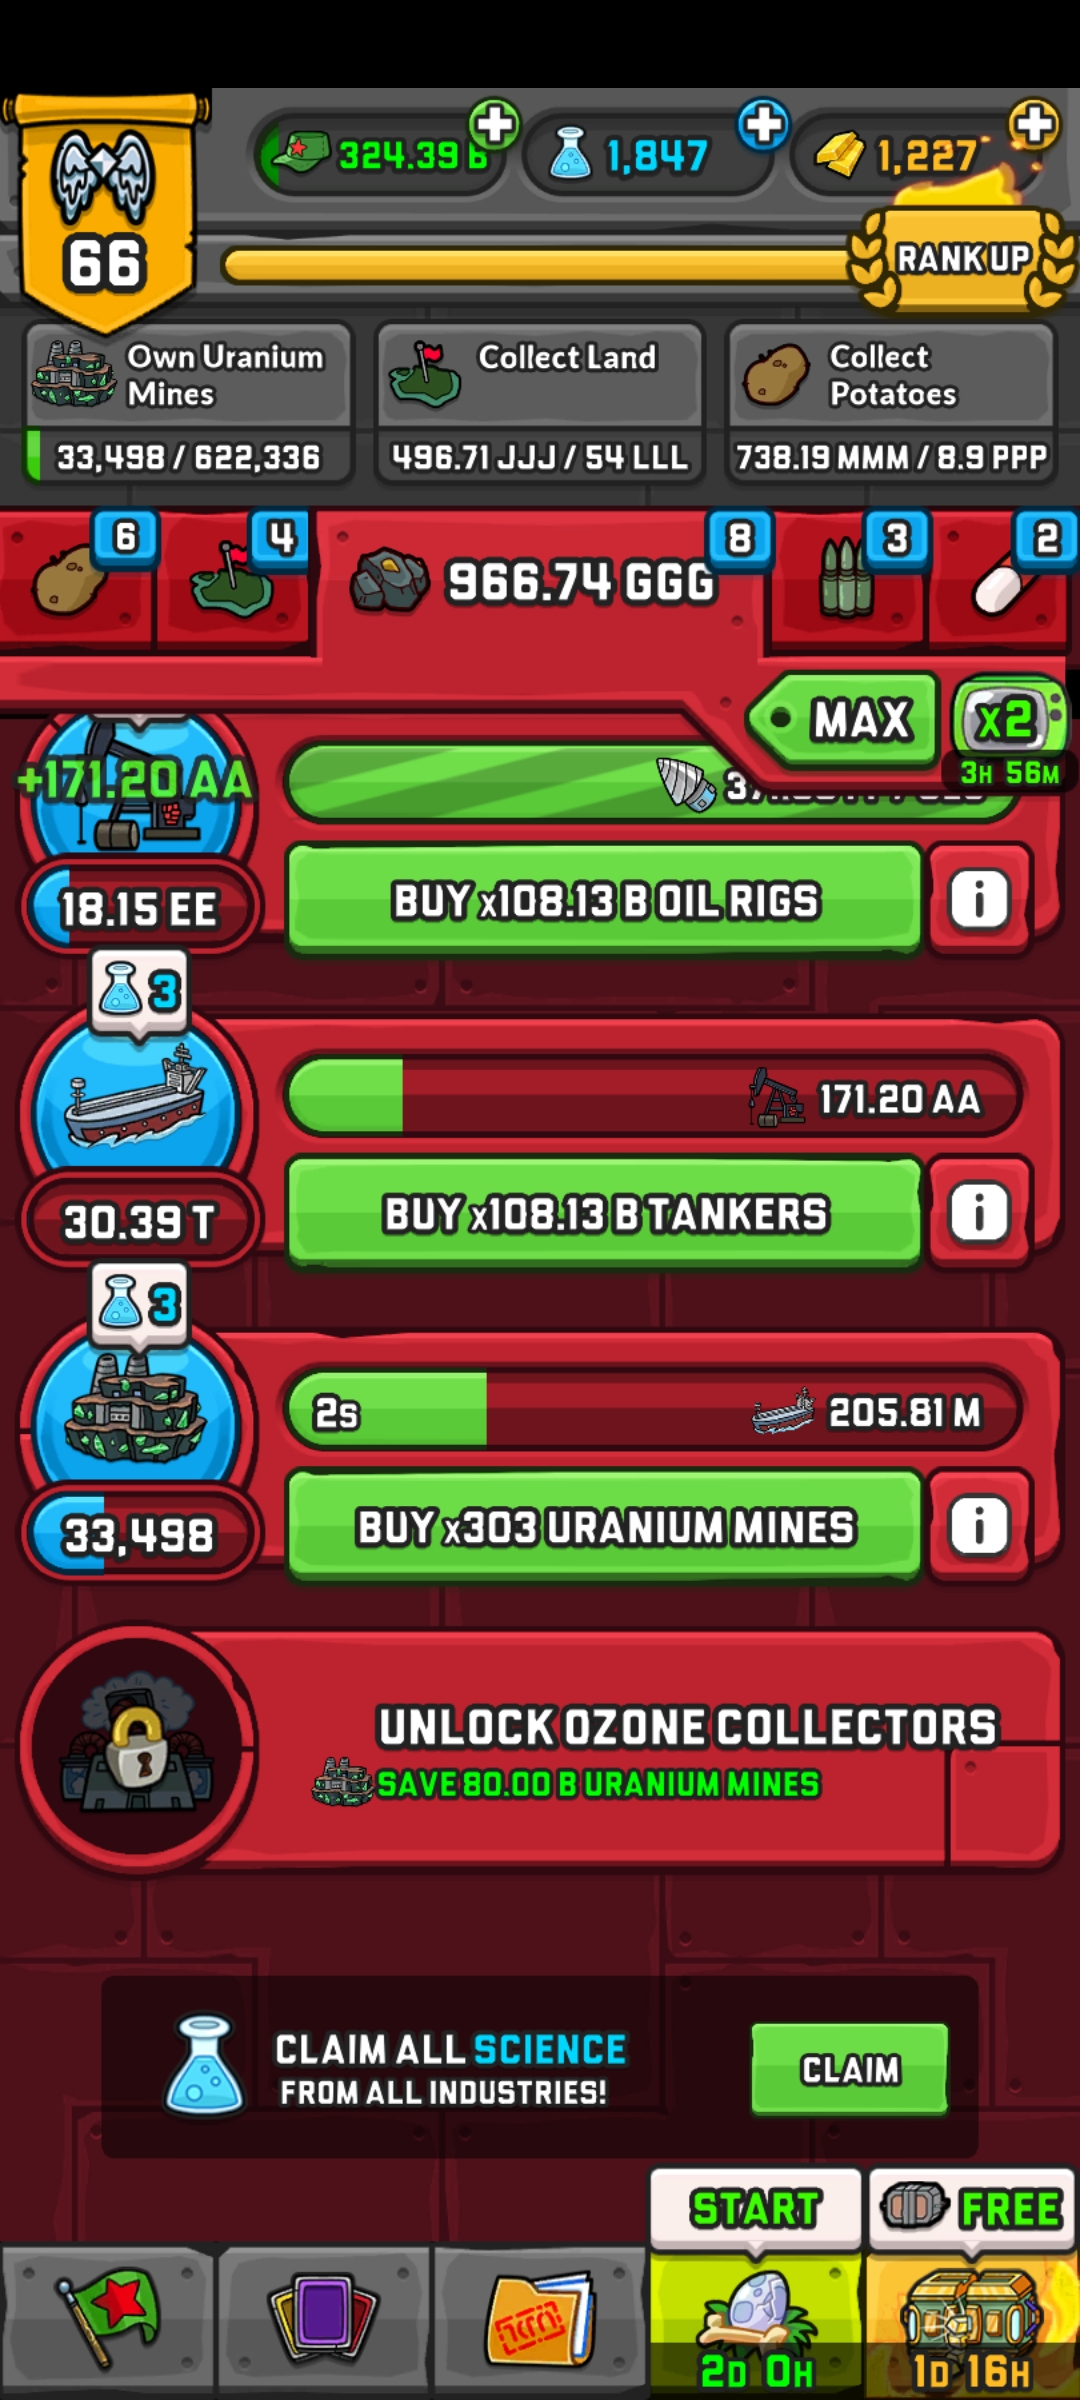 324.39 B
1,847
1,227
66
RANK UP
Own Uranium
Mines
33,498 / 622,336
Collect Land
496.71 JJJ / 54 LLL
Collect
Potatoes
738.19 MMM / 8.9 PPP
6
4
966.74 GGG
8
3
2
MAX
x2
3H 56M
+171.20 AA
18.15 EE
BUY x108.13 B OIL RIGS
i
3
171.20 AA
30.39 T
BUY x108.13 B TANKERS
i
3
2s
205.81 M
33,498
BUY x303 URANIUM MINES
i
UNLOCK OZONE COLLECTORS
SAVE 80.00 B URANIUM MINES
CLAIM ALL SCIENCE
FROM ALL INDUSTRIES!
CLAIM
START
FREE
2D 0H
1D 16H